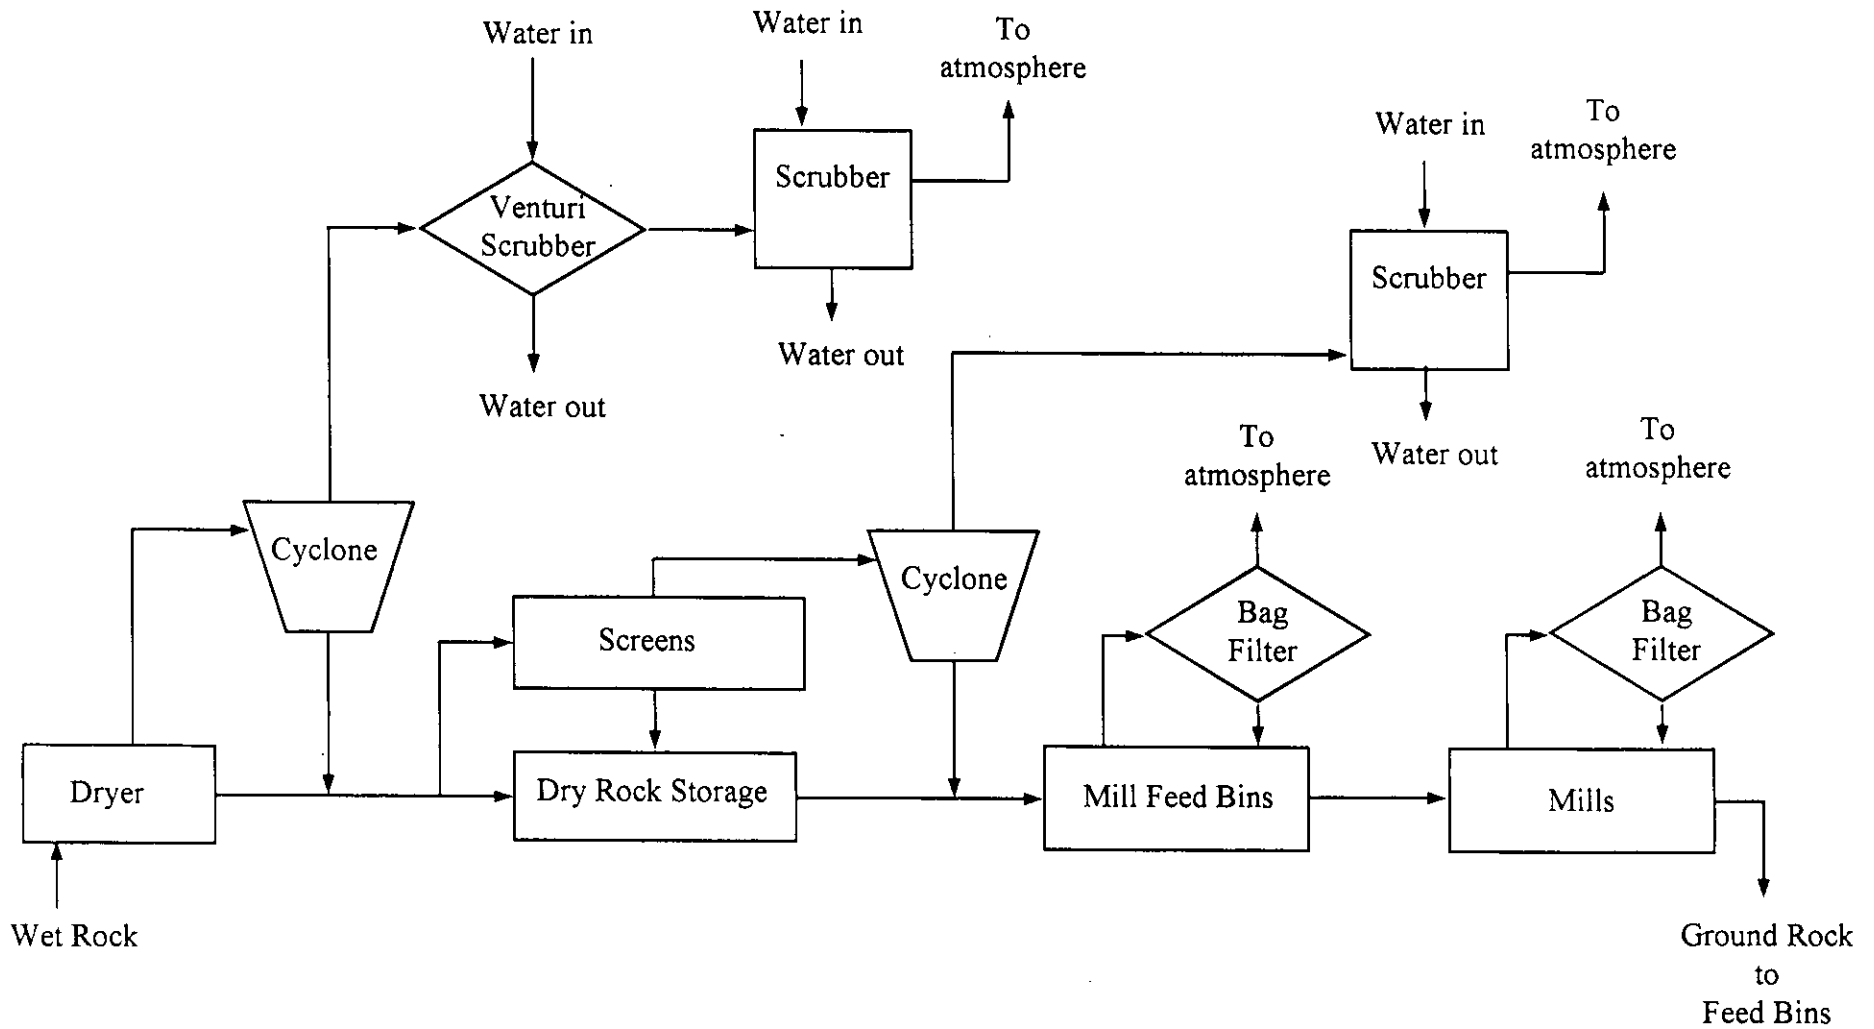 Water in
Water in
To
atmosphere
Water in
To
atmosphere
Scrubber
Venturi
Scrubber
Scrubber
Water out
Water out
Water out
To
atmosphere
To
atmosphere
Cyclone
Cyclone
Screens
Bag
Filter
Bag
Filter
Dryer
Dry Rock Storage
Mill Feed Bins
Mills
Wet Rock
Ground Rock
to
Feed Bins